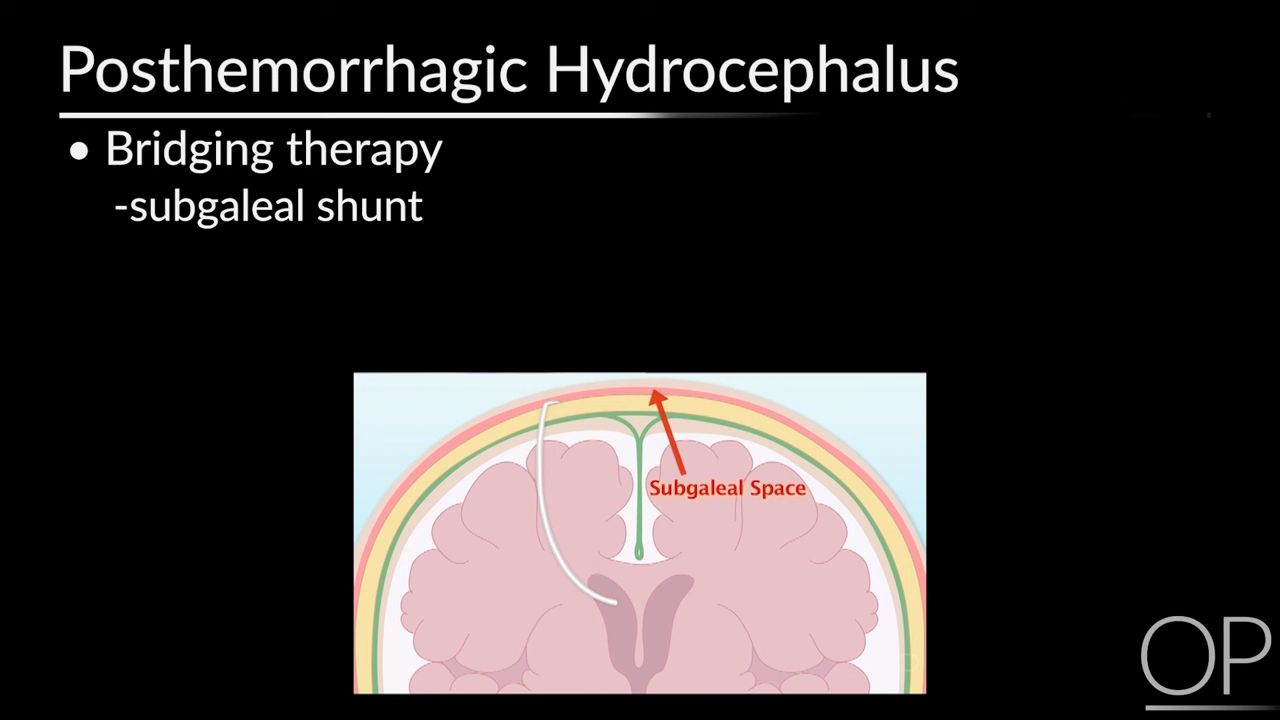 Posthemorrhagic Hydrocephalus
• Bridging therapy
-subgaleal shunt
Subgaleal Space
OP